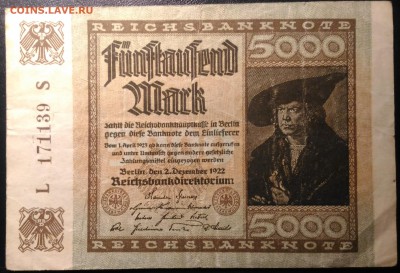 COINS.ЛАВЕ.RU
REICHSBANKNOTE
5000
Fünftausend
Mark
zahlt die Reichsbankhauptkasse in Berlin
gegen diese Banknote dem Einlieferer
Vom 1. April 1923 ab kann diese Banknote aufgerufen
und unter Umtausch gegen andere gesetzliche
Zahlungsmittel eingezogen werden
Berlin, den 2. Dezember 1922
Reichsbankdirektorium
5000
REICHSBANKNOTE
L 171139 S